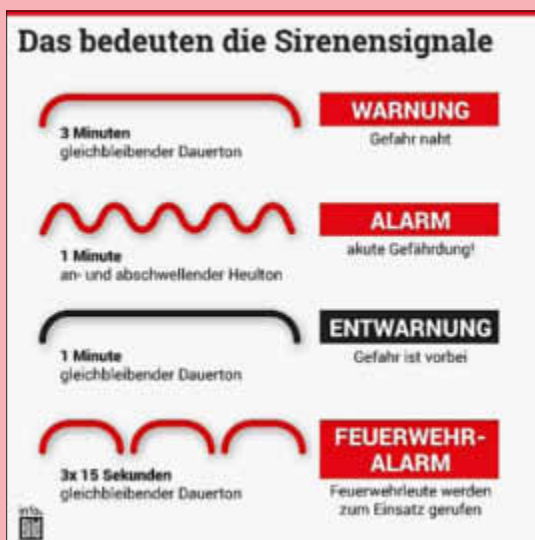 Das bedeuten die Sirenensignale
3 Minuten
gleichbleibender Dauerton
WARNUNG
Gefahr naht
1 Minute
an- und abschwellender Heulton
ALARM
akute Gefährdung!
1 Minute
gleichbleibender Dauerton
ENTWARNUNG
Gefahr ist vorbei
3x 15 Sekunden
gleichbleibender Dauerton
FEUERWEHR-
ALARM
Feuerwehrleute werden
zum Einsatz gerufen
info.
Bild